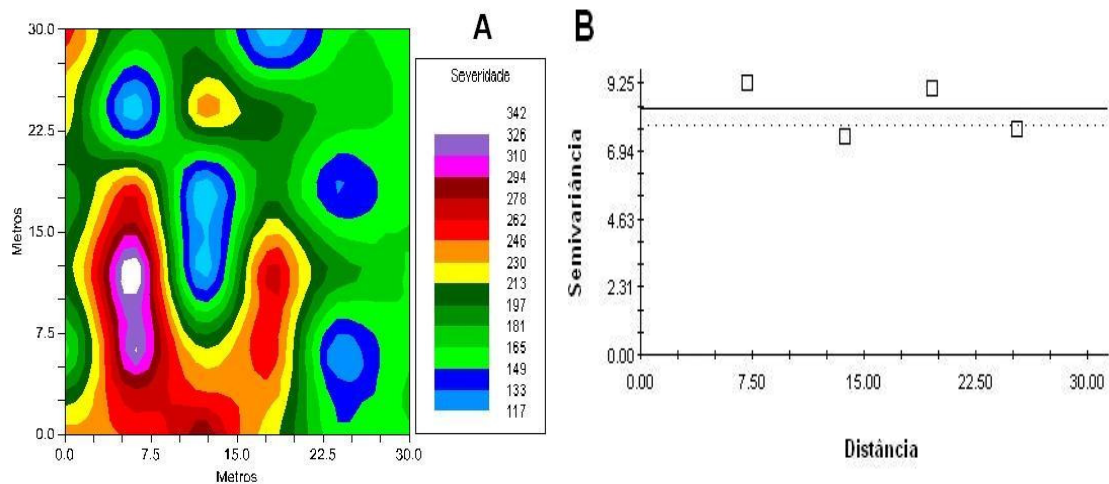 A
30.0
22.5
15.0
7.5
0.0
Metros
0.0 7.5 15.0 22.5 30.0
Metros
Severidade
342
326
310
294
278
262
246
230
213
197
181
165
149
133
117
B
9.25
6.94
4.63
2.31
0.00
Semivariância
0.00 7.50 15.00 22.50 30.00
Distância